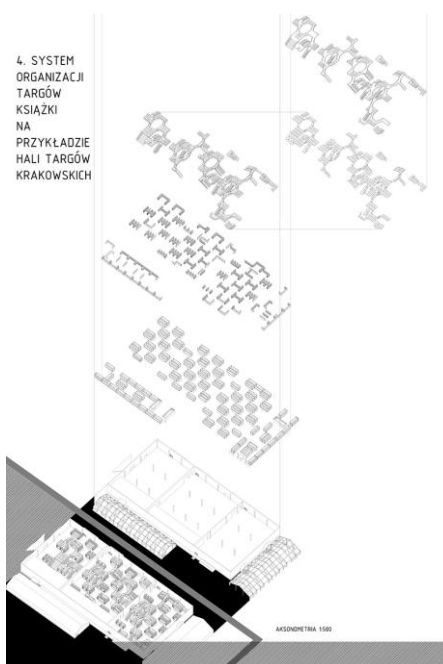 4. SYSTEM
ORGANIZACJI
TARGÓW
KSIĄŻKI
NA
PRZYKŁADZIE
HALI TARGÓW
KRAKOWSKICH
AKSONOMETRIA 1:500